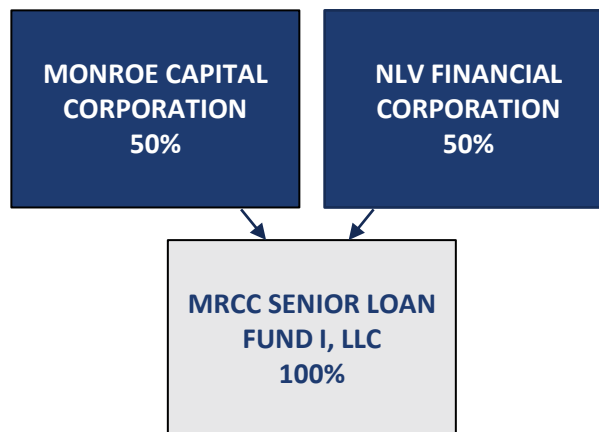 MONROE CAPITAL
CORPORATION
50%
NLV FINANCIAL
CORPORATION
50%
MRCC SENIOR LOAN
FUND I, LLC
100%